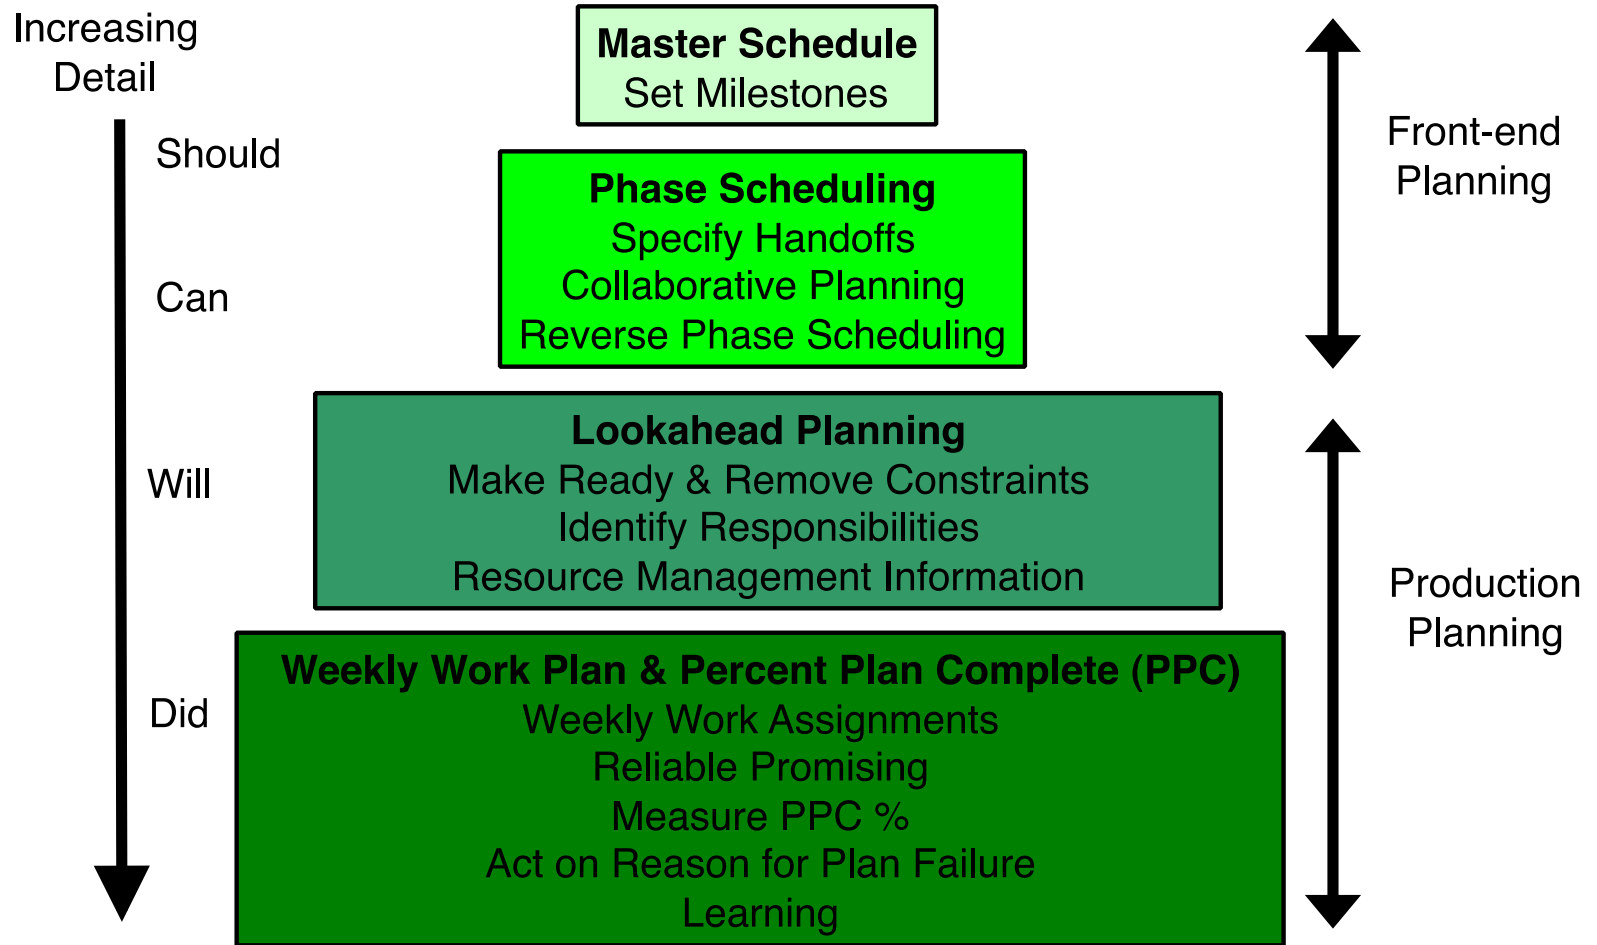 Increasing
Detail
Should
Can
Will
Did
Master Schedule
Set Milestones
Phase Scheduling
Specify Handoffs
Collaborative Planning
Reverse Phase Scheduling
Lookahead Planning
Make Ready & Remove Constraints
Identify Responsibilities
Resource Management Information
Weekly Work Plan & Percent Plan Complete (PPC)
Weekly Work Assignments
Reliable Promising
Measure PPC %
Act on Reason for Plan Failure
Learning
Front-end
Planning
Production
Planning